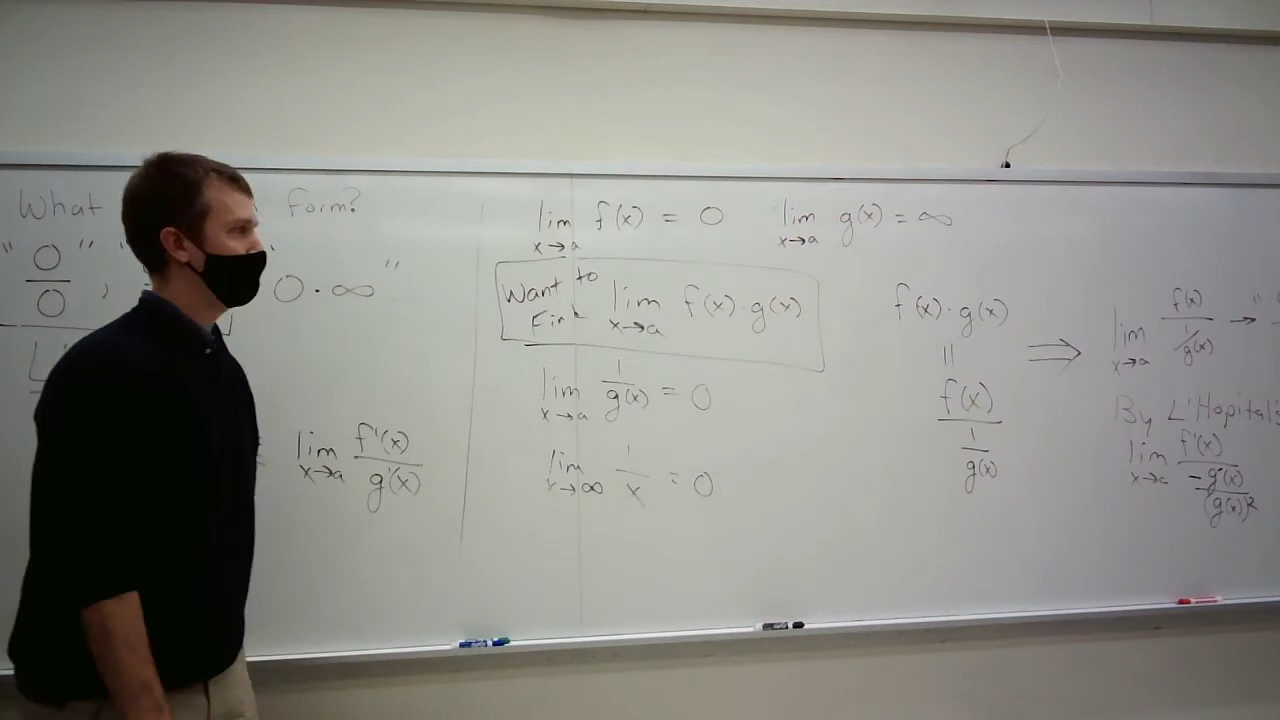 What Form?
" 0/0 " , 0 · ∞ "
lim x→a f'(x)/g'(x)
lim x→a f(x) = 0 lim x→a g(x) = ∞
Want to
Find lim x→a f(x)·g(x)
lim x→a 1/g(x) = 0
lim x→∞ 1/x = 0
f(x)·g(x)
=
f(x)/(1/g(x))
⇒ lim x→a f(x)/(1/g(x)) → "
By L'Hopital's
lim x→a f'(x)/(-g'(x)/(g(x))²)